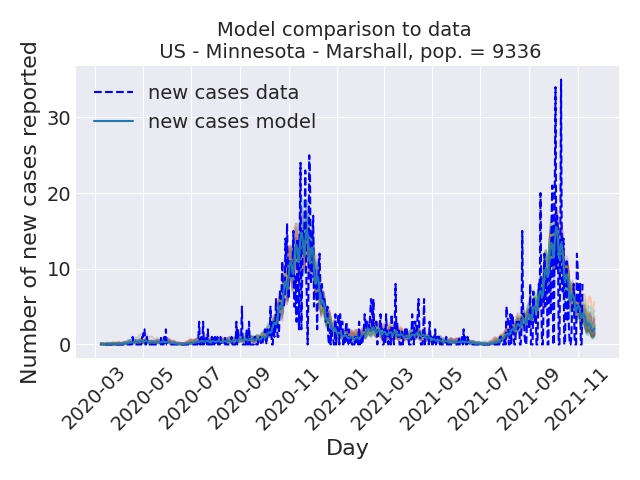 Model comparison to data
US - Minnesota - Marshall, pop. = 9336
Number of new cases reported
new cases data
new cases model
30
20
10
0
2020-03
2020-05
2020-07
2020-09
2020-11
2021-01
2021-03
2021-05
2021-07
2021-09
2021-11
Day